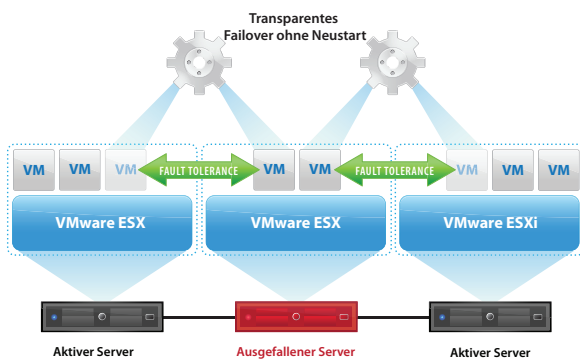 Transparentes
Failover ohne Neustart
VM VM VM FAULT TOLERANCE VM VM FAULT TOLERANCE VM VM VM
VMware ESX VMware ESX VMware ESXi
Aktiver Server Ausgefallener Server Aktiver Server